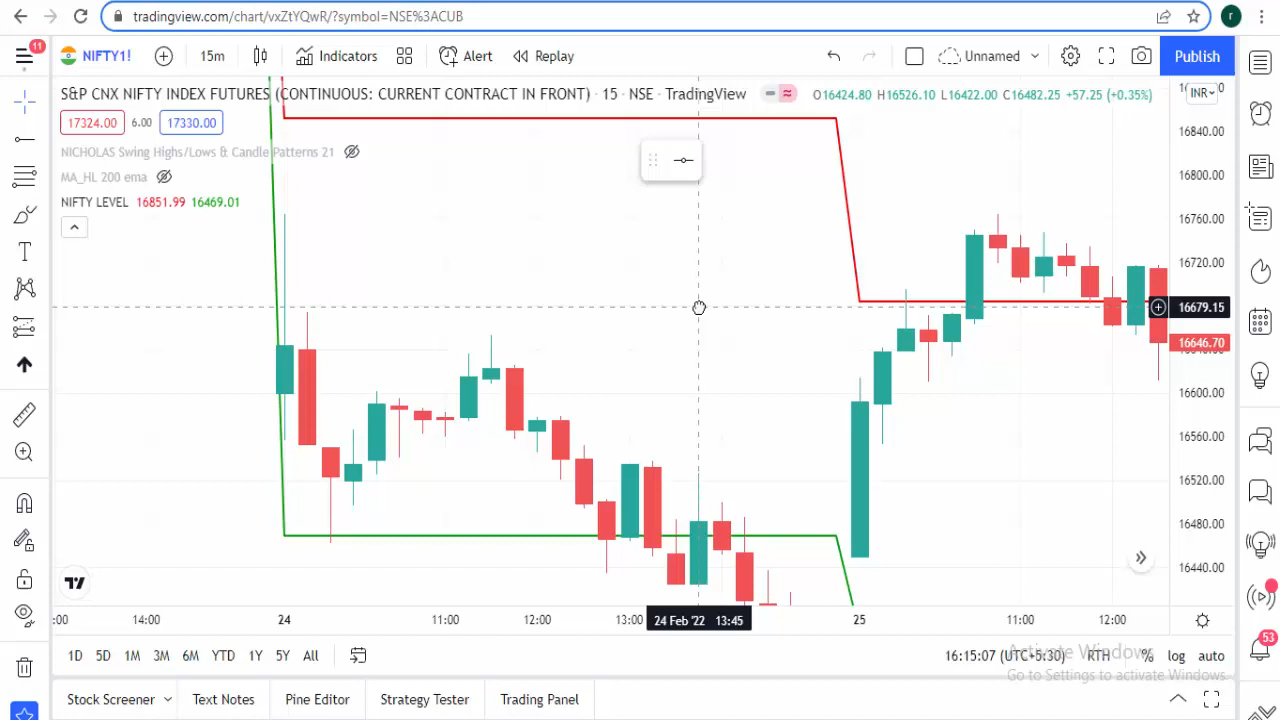 tradingview.com/chart/vxZtYQwR/?symbol=NSE%3ACUB
r
11
NIFTY1!
15m
Indicators
Alert
Replay
Unnamed
Publish
S&P CNX NIFTY INDEX FUTURES (CONTINUOUS: CURRENT CONTRACT IN FRONT) · 15 · NSE · TradingView
O16424.80 H16526.10 L16422.00 C16482.25 +57.25 (+0.35%)
INR
17324.00 6.00 17330.00
NICHOLAS Swing Highs/Lows & Candle Patterns 21
MA_HL 200 ema
NIFTY LEVEL 16851.99 16469.01
16840.00
16800.00
16760.00
16720.00
16679.15
16646.70
16600.00
16560.00
16520.00
16480.00
16440.00
:00
14:00
24
11:00
12:00
13:00
24 Feb '22 13:45
25
11:00
12:00
1D 5D 1M 3M 6M YTD 1Y 5Y All
16:15:07 (UTC+5:30) RTH % log auto
Activate Windows
Go to Settings to activate Windows.
53
Stock Screener
Text Notes
Pine Editor
Strategy Tester
Trading Panel